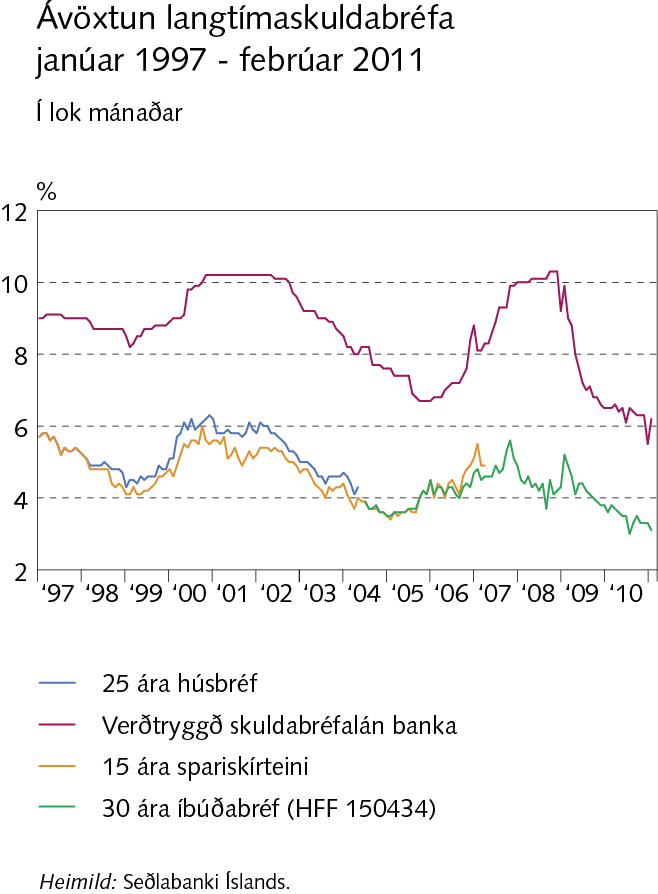 Ávöxtun langtímaskuldabréfa
janúar 1997 - febrúar 2011
Í lok mánaðar
%
12
10
8
6
4
2
‘97 ‘98 ‘99 ‘00 ‘01 ‘02 ‘03 ‘04 ‘05 ‘06 ‘07 ‘08 ‘09 ‘10
25 ára húsbréf
Verðtryggð skuldabréfalán banka
15 ára spariskírteini
30 ára íbúðabréf (HFF 150434)
Heimild: Seðlabanki Íslands.